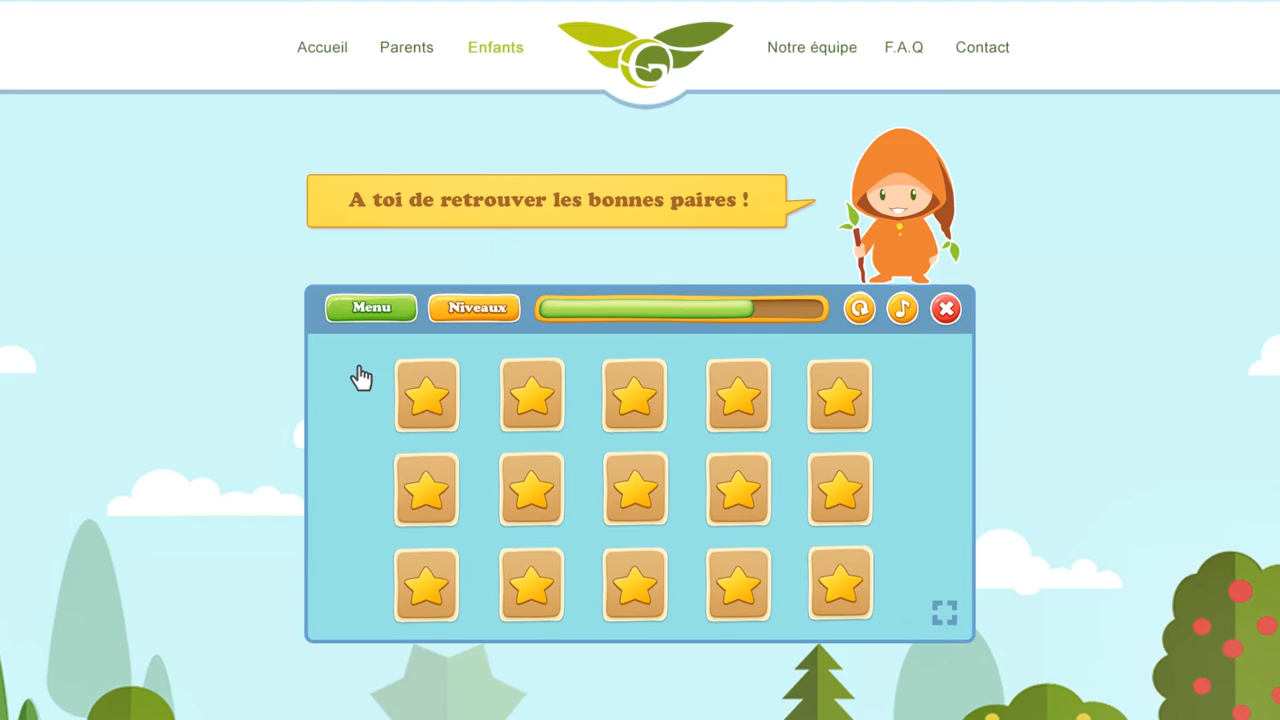 Accueil Parents Enfants G Notre équipe F.A.Q Contact
A toi de retrouver les bonnes paires !
Menu Niveaux